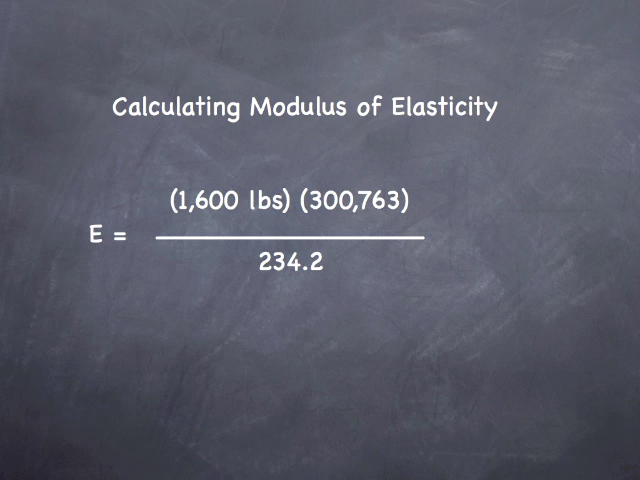 Calculating Modulus of Elasticity
(1,600 lbs) (300,763)
E =
234.2